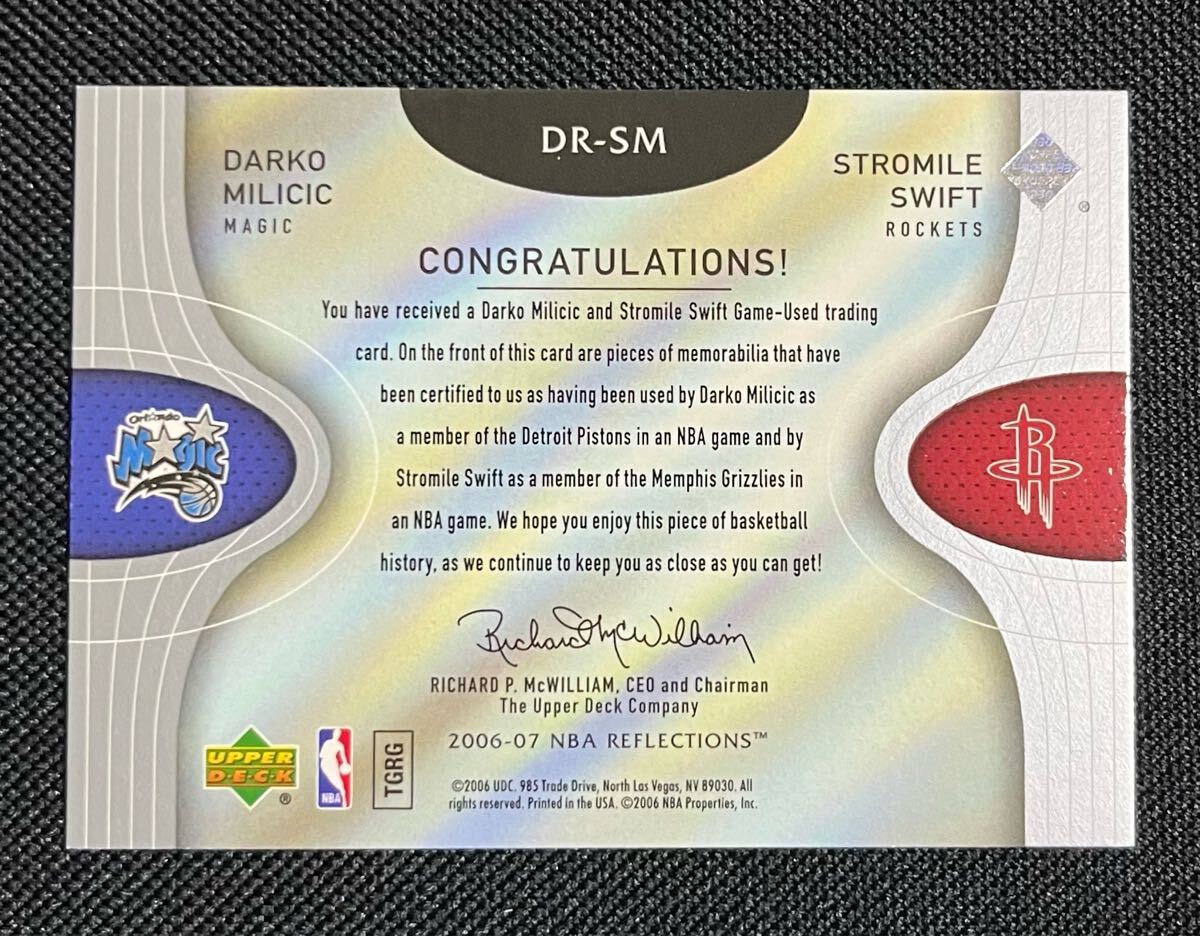 DR-SM
DARKO
MILICIC
MAGIC
STROMILE
SWIFT
ROCKETS
®
CONGRATULATIONS!
You have received a Darko Milicic and Stromile Swift Game-Used trading
card. On the front of this card are pieces of memorabilia that have
been certified to us as having been used by Darko Milicic as
a member of the Detroit Pistons in an NBA game and by
Stromile Swift as a member of the Memphis Grizzlies in
an NBA game. We hope you enjoy this piece of basketball
history, as we continue to keep you as close as you can get!
Orlando
MAGIC
R
Richard P. McWilliam
RICHARD P. McWILLIAM, CEO and Chairman
The Upper Deck Company
2006-07 NBA REFLECTIONS™
UPPER
D·E·C·K
®
NBA
TGRG
©2006 UDC. 985 Trade Drive, North Las Vegas, NV 89030. All
rights reserved. Printed in the USA. ©2006 NBA Properties, Inc.